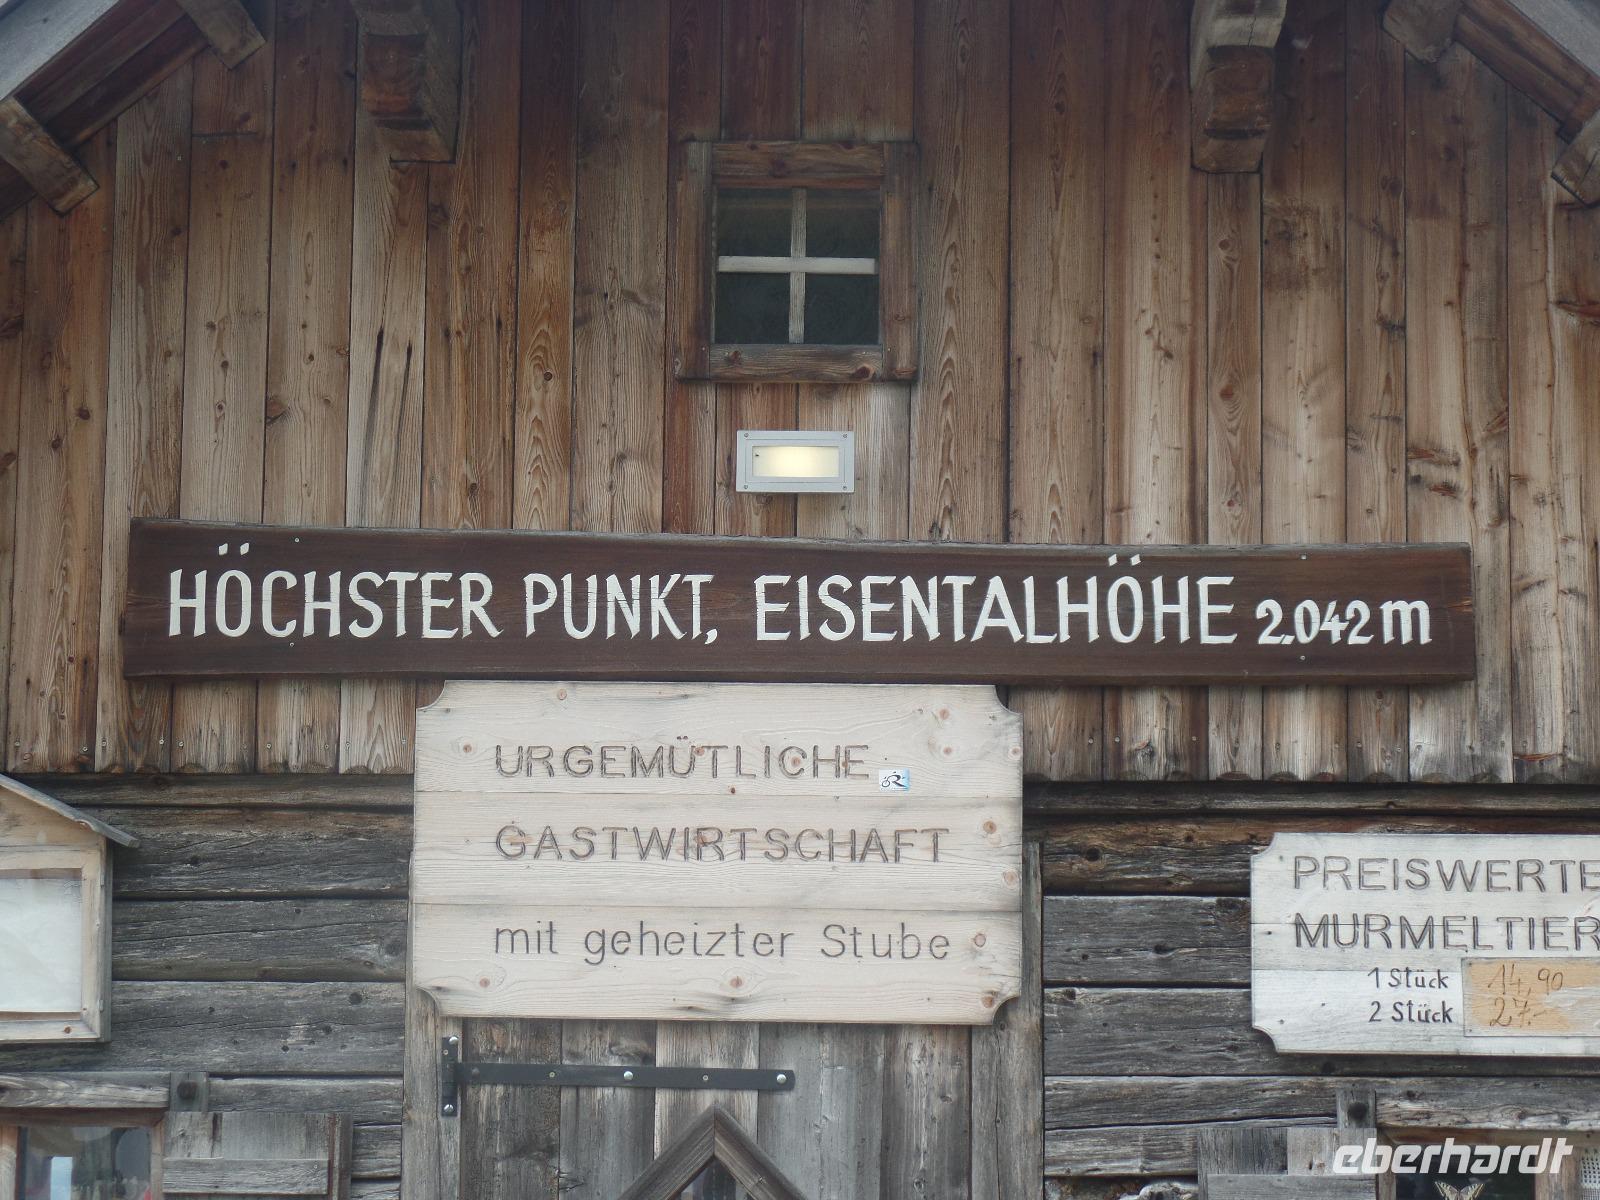 HÖCHSTER PUNKT, EISENTALHÖHE 2.042 m
URGEMÜTLICHE
GASTWIRTSCHAFT
mit geheizter Stube
PREISWERTE
MURMELTIER
1 Stück 14,90
2 Stück 27.-
eberhardt